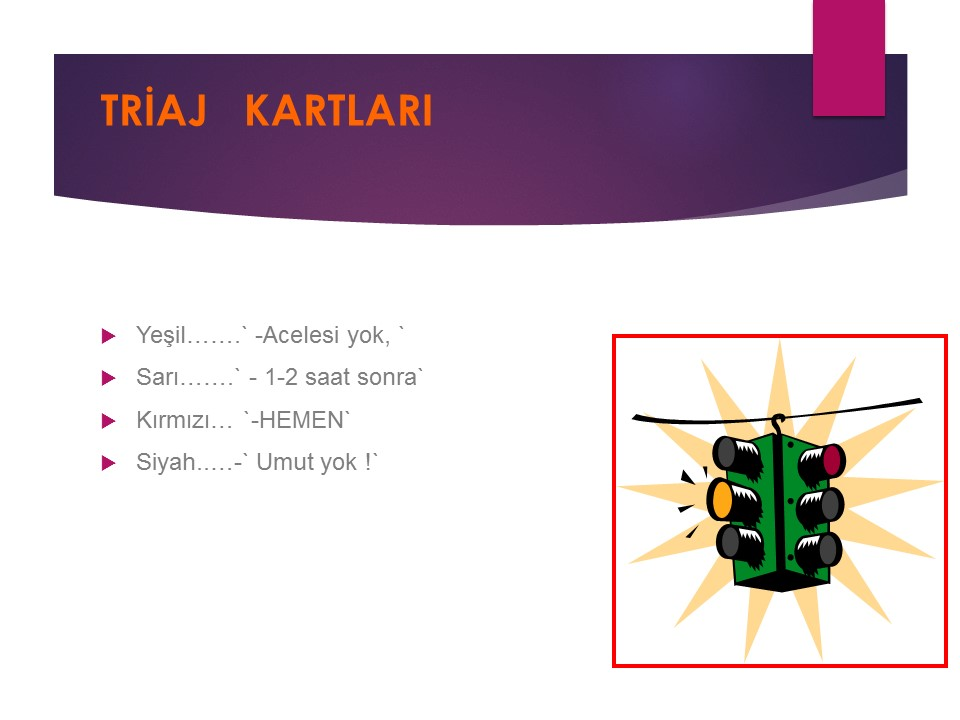 TRİAJ KARTLARI
Yeşil…….` -Acelesi yok, `
Sarı…….` - 1-2 saat sonra`
Kırmızı… `-HEMEN`
Siyah..…-` Umut yok !`